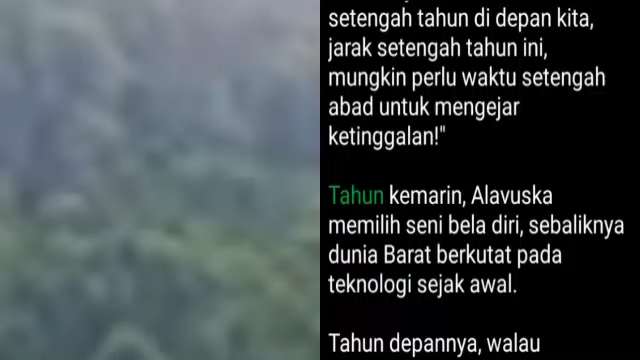 setengah tahun di depan kita,
jarak setengah tahun ini,
mungkin perlu waktu setengah
abad untuk mengejar
ketinggalan!"
Tahun kemarin, Alavuska
memilih seni bela diri, sebaliknya
dunia Barat berkutat pada
teknologi sejak awal.
Tahun depannya, walau